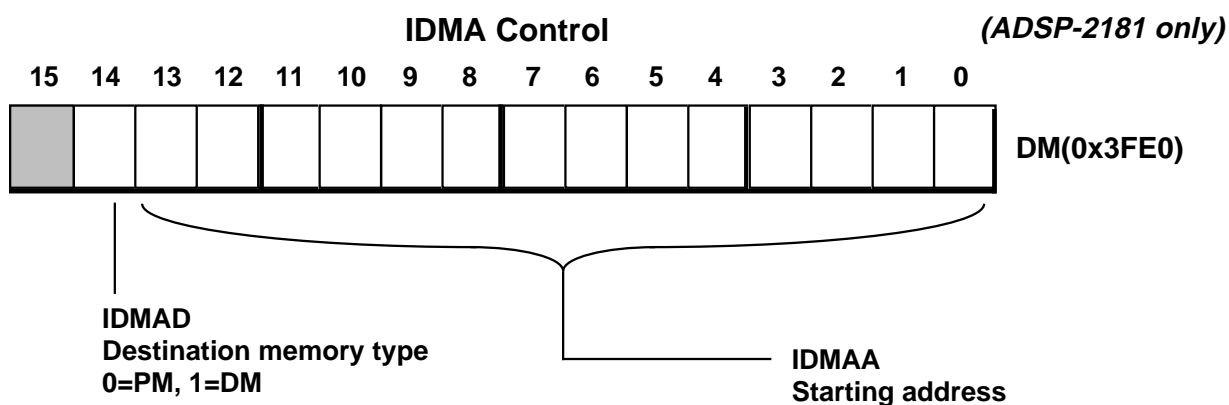 IDMA Control
(ADSP-2181 only)
15 14 13 12 11 10 9 8 7 6 5 4 3 2 1 0
DM(0x3FE0)
IDMAD
Destination memory type
0=PM, 1=DM
IDMAA
Starting address